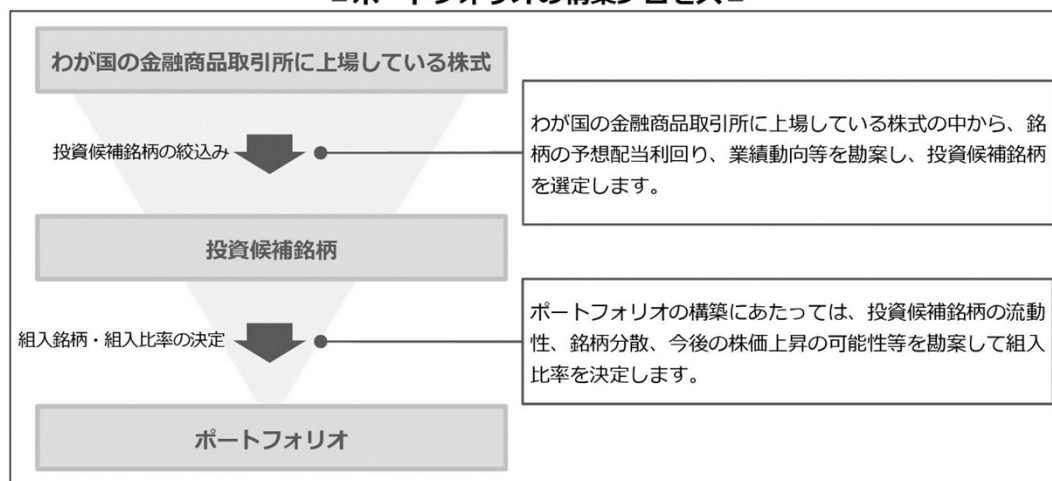 わが国の金融商品取引所に上場している株式
投資候補銘柄の絞込み
わが国の金融商品取引所に上場している株式の中から、銘
柄の予想配当利回り、業績動向等を勘案し、投資候補銘柄
を選定します。
投資候補銘柄
組入銘柄・組入比率の決定
ポートフォリオの構築にあたっては、投資候補銘柄の流動
性、銘柄分散、今後の株価上昇の可能性等を勘案して組入
比率を決定します。
ポートフォリオ